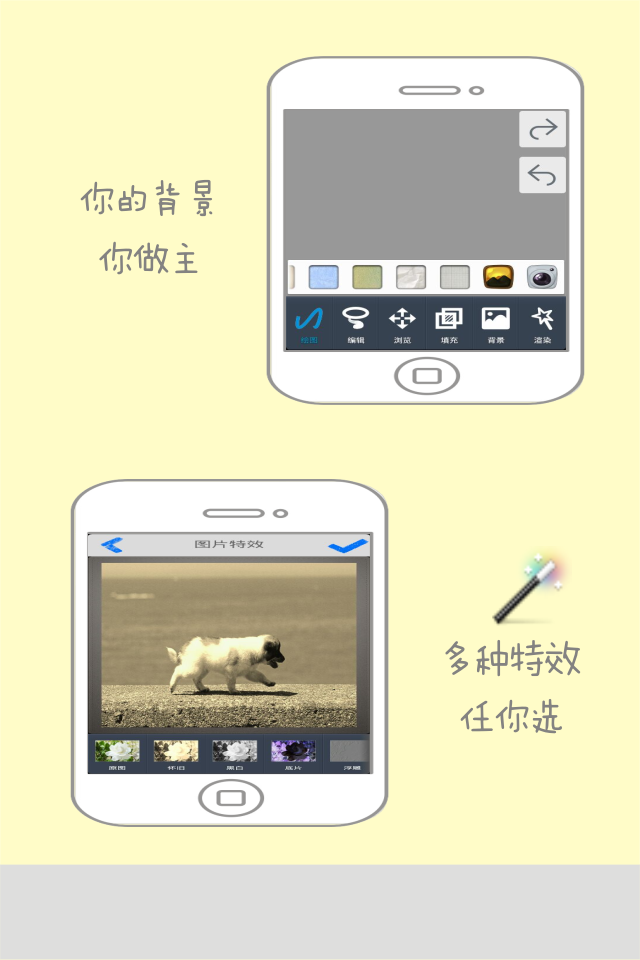 你的背景
你做主
绘图 编辑 浏览 填充 背景 渲染
图片特效
原图 怀旧 黑白 底片 浮雕
多种特效
任你选